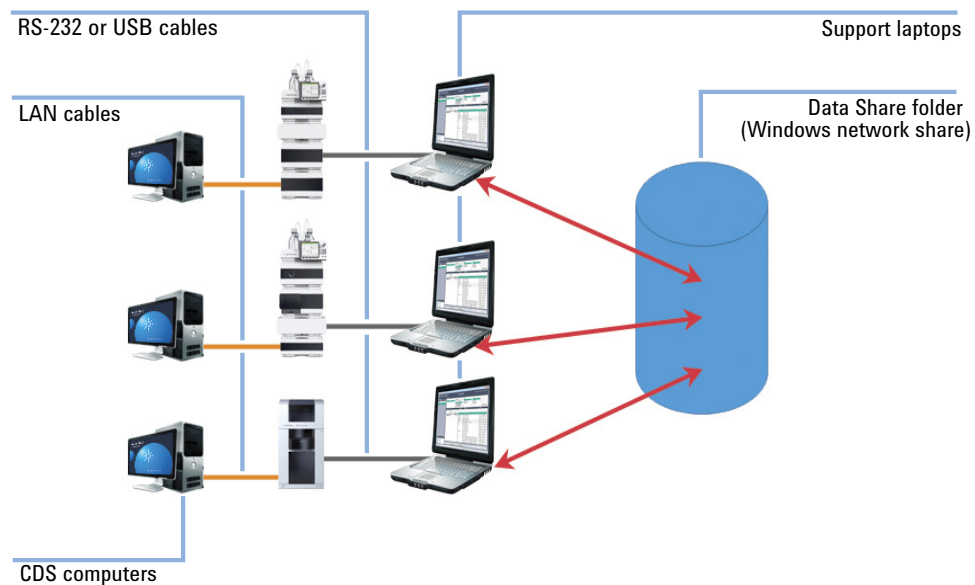 RS-232 or USB cables
Support laptops
LAN cables
Data Share folder
(Windows network share)
CDS computers